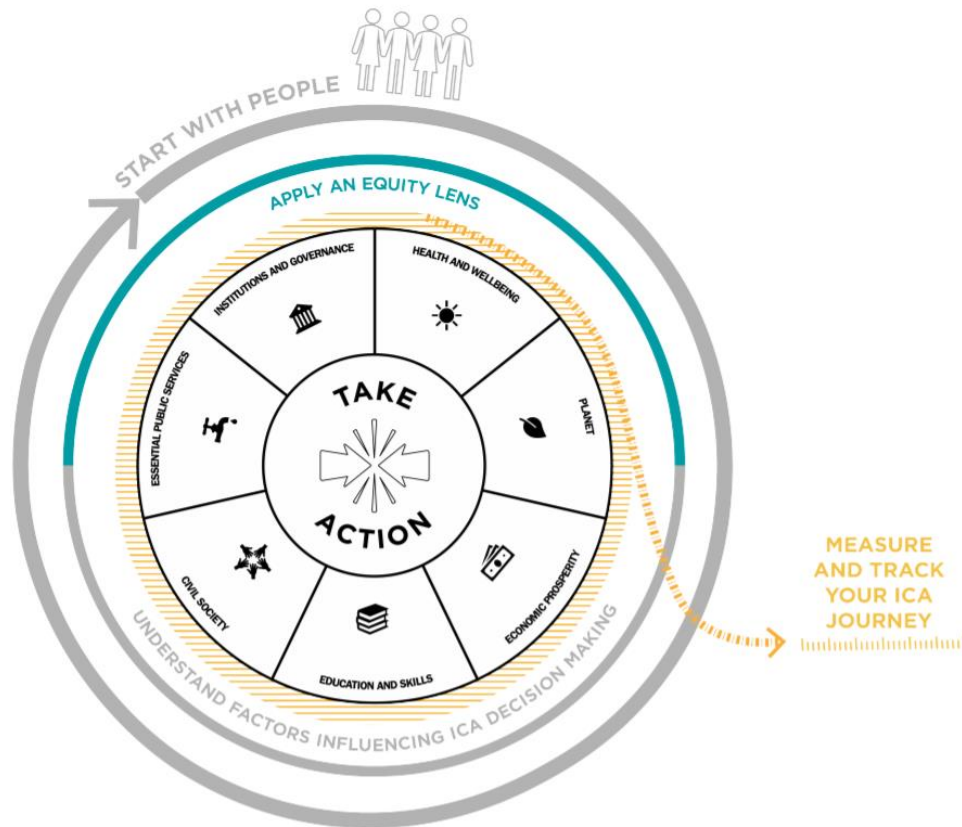 START WITH PEOPLE
APPLY AN EQUITY LENS
INSTITUTIONS AND GOVERNANCE
HEALTH AND WELLBEING
ESSENTIAL PUBLIC SERVICES
PLANET
TAKE
ACTION
CIVIL SOCIETY
ECONOMIC PROSPERITY
EDUCATION AND SKILLS
UNDERSTAND FACTORS INFLUENCING ICA DECISION MAKING
MEASURE
AND TRACK
YOUR ICA
JOURNEY